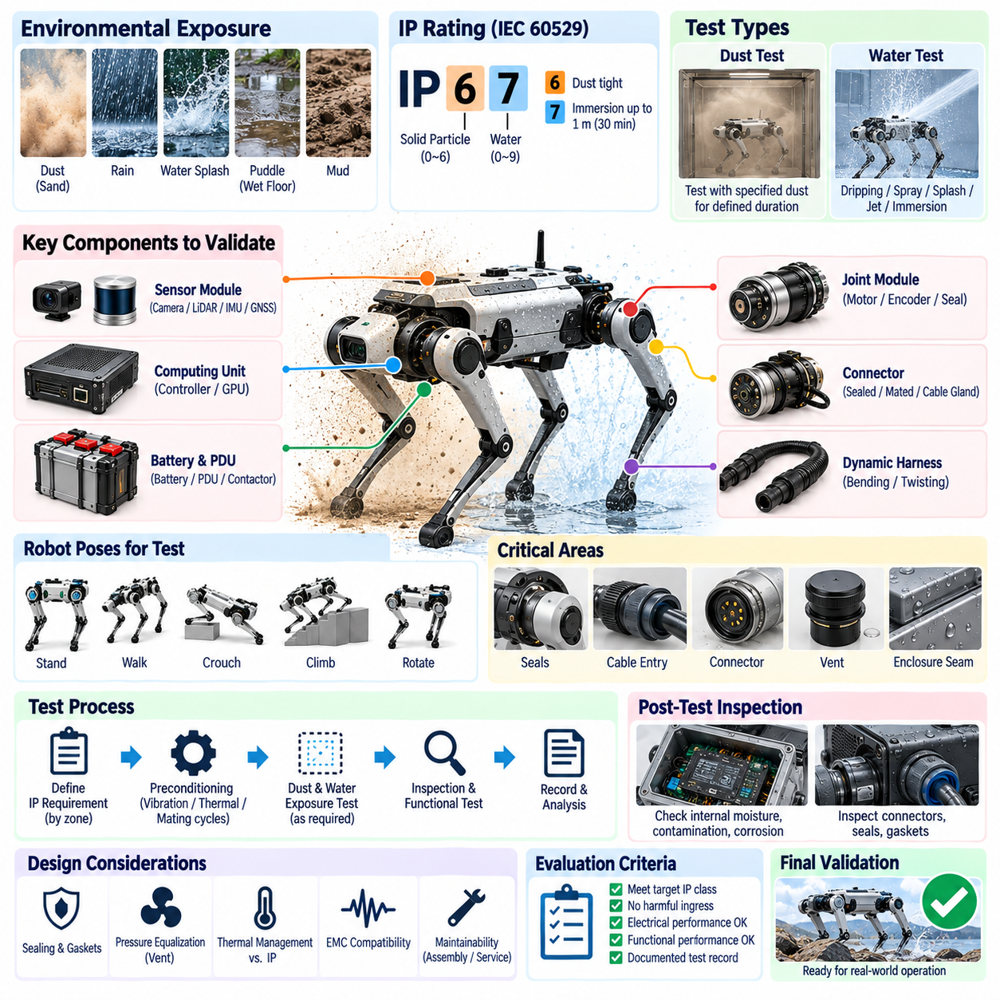 Environmental Exposure
Dust
(Sand)
Rain
Water Splash
Puddle
(Wet Floor)
Mud
IP Rating (IEC 60529)
IP 6 7
Solid Particle
(0~6)
Water
(0~9)
6 Dust tight
7 Immersion up to
1 m (30 min)
Test Types
Dust Test
Test with specified dust
for defined duration
Water Test
Dripping / Spray / Splash /
Jet / Immersion
Key Components to Validate
Sensor Module
(Camera / LiDAR / IMU / GNSS)
Computing Unit
(Controller / GPU)
Battery & PDU
(Battery / PDU / Contactor)
Joint Module
(Motor / Encoder / Seal)
Connector
(Sealed / Mated / Cable Gland)
Dynamic Harness
(Bending / Twisting)
Robot Poses for Test
Stand
Walk
Crouch
Climb
Rotate
Critical Areas
Seals
Cable Entry
Connector
Vent
Enclosure Seam
Test Process
Define
IP Requirement
(by zone)
Preconditioning
(Vibration / Thermal /
Mating cycles)
Dust & Water
Exposure Test
(as required)
Inspection &
Functional Test
Record &
Analysis
Post-Test Inspection
Check internal moisture,
contamination, corrosion
Inspect connectors,
seals, gaskets
Design Considerations
Sealing & Gaskets
Pressure Equalization
(Vent)
Thermal Management
vs. IP
EMC Compatibility
Maintainability
(Assembly / Service)
Evaluation Criteria
Meet target IP class
No harmful ingress
Electrical performance OK
Functional performance OK
Documented test record
Final Validation
Ready for real-world operation